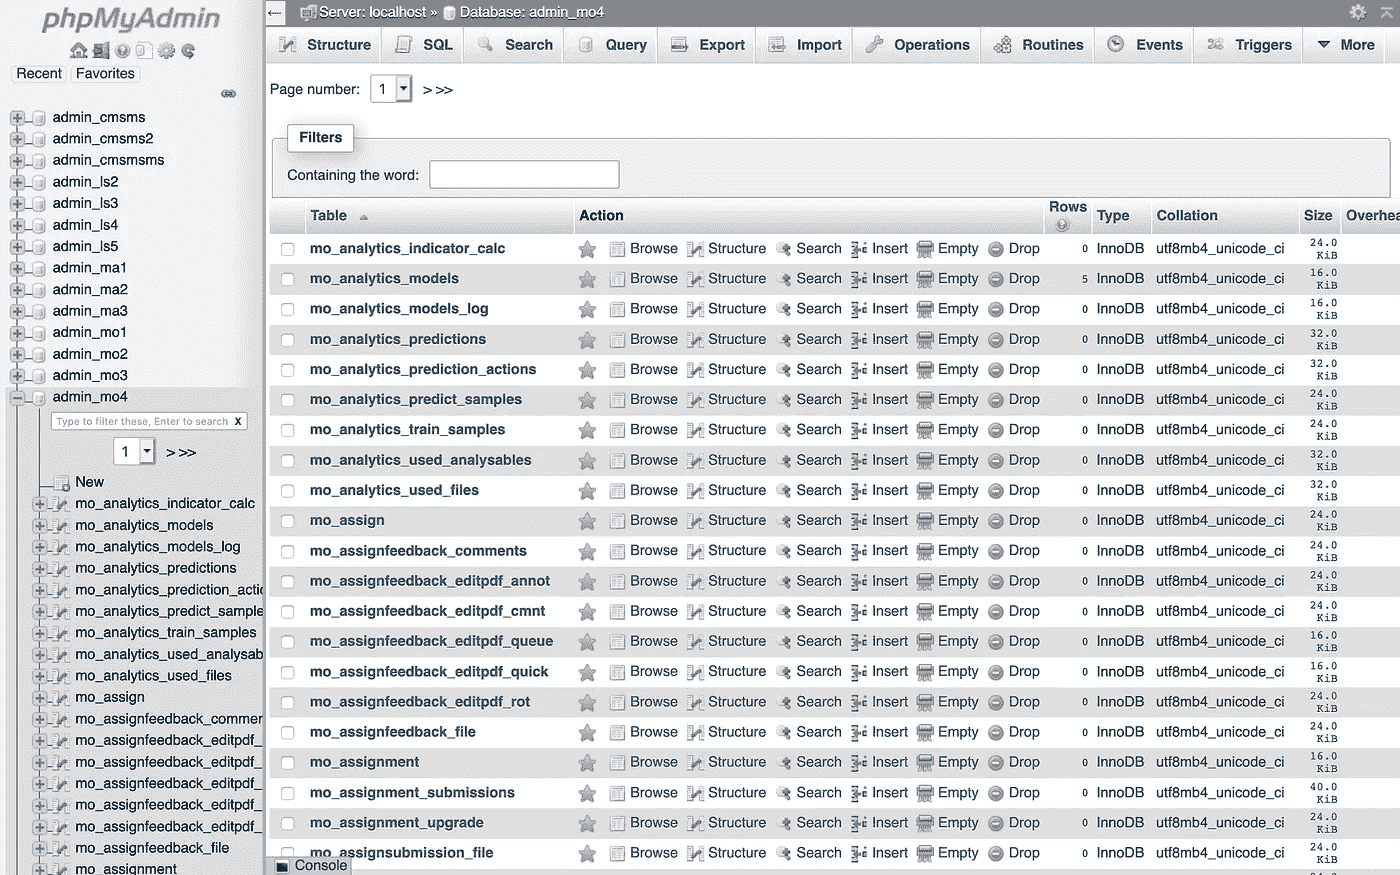 phpMyAdmin
Recent Favorites
admin_cmsms
admin_cmsms2
admin_cmsmsms
admin_ls2
admin_ls3
admin_ls4
admin_ls5
admin_ma1
admin_ma2
admin_ma3
admin_mo1
admin_mo2
admin_mo3
admin_mo4
Type to filter these, Enter to search X
1 > >>
New
mo_analytics_indicator_calc
mo_analytics_models
mo_analytics_models_log
mo_analytics_predictions
mo_analytics_prediction_actio
mo_analytics_predict_sample
mo_analytics_train_samples
mo_analytics_used_analysab
mo_analytics_used_files
mo_assign
mo_assignfeedback_commer
mo_assignfeedback_editpdf_
mo_assignfeedback_editpdf_
mo_assignfeedback_editpdf_
mo_assignfeedback_editpdf_
mo_assignfeedback_editpdf_
mo_assignfeedback_file
mo_assignment
Server: localhost » Database: admin_mo4
Structure SQL Search Query Export Import Operations Routines Events Triggers More
Page number: 1 > >>
Filters
Containing the word:
Table Action Rows Type Collation Size Overhea
mo_analytics_indicator_calc Browse Structure Search Insert Empty Drop 0 InnoDB utf8mb4_unicode_ci 24.0 KiB
mo_analytics_models Browse Structure Search Insert Empty Drop 5 InnoDB utf8mb4_unicode_ci 16.0 KiB
mo_analytics_models_log Browse Structure Search Insert Empty Drop 0 InnoDB utf8mb4_unicode_ci 16.0 KiB
mo_analytics_predictions Browse Structure Search Insert Empty Drop 0 InnoDB utf8mb4_unicode_ci 32.0 KiB
mo_analytics_prediction_actions Browse Structure Search Insert Empty Drop 0 InnoDB utf8mb4_unicode_ci 32.0 KiB
mo_analytics_predict_samples Browse Structure Search Insert Empty Drop 0 InnoDB utf8mb4_unicode_ci 24.0 KiB
mo_analytics_train_samples Browse Structure Search Insert Empty Drop 0 InnoDB utf8mb4_unicode_ci 24.0 KiB
mo_analytics_used_analysables Browse Structure Search Insert Empty Drop 0 InnoDB utf8mb4_unicode_ci 32.0 KiB
mo_analytics_used_files Browse Structure Search Insert Empty Drop 0 InnoDB utf8mb4_unicode_ci 32.0 KiB
mo_assign Browse Structure Search Insert Empty Drop 0 InnoDB utf8mb4_unicode_ci 24.0 KiB
mo_assignfeedback_comments Browse Structure Search Insert Empty Drop 0 InnoDB utf8mb4_unicode_ci 24.0 KiB
mo_assignfeedback_editpdf_annot Browse Structure Search Insert Empty Drop 0 InnoDB utf8mb4_unicode_ci 24.0 KiB
mo_assignfeedback_editpdf_cmnt Browse Structure Search Insert Empty Drop 0 InnoDB utf8mb4_unicode_ci 24.0 KiB
mo_assignfeedback_editpdf_queue Browse Structure Search Insert Empty Drop 0 InnoDB utf8mb4_unicode_ci 16.0 KiB
mo_assignfeedback_editpdf_quick Browse Structure Search Insert Empty Drop 0 InnoDB utf8mb4_unicode_ci 16.0 KiB
mo_assignfeedback_editpdf_rot Browse Structure Search Insert Empty Drop 0 InnoDB utf8mb4_unicode_ci 24.0 KiB
mo_assignfeedback_file Browse Structure Search Insert Empty Drop 0 InnoDB utf8mb4_unicode_ci 24.0 KiB
mo_assignment Browse Structure Search Insert Empty Drop 0 InnoDB utf8mb4_unicode_ci 16.0 KiB
mo_assignment_submissions Browse Structure Search Insert Empty Drop 0 InnoDB utf8mb4_unicode_ci 40.0 KiB
mo_assignment_upgrade Browse Structure Search Insert Empty Drop 0 InnoDB utf8mb4_unicode_ci 24.0 KiB
mo_assignsubmission_file Browse Structure Search Insert Empty Drop 0 InnoDB utf8mb4_unicode_ci 24.0 KiB
Console